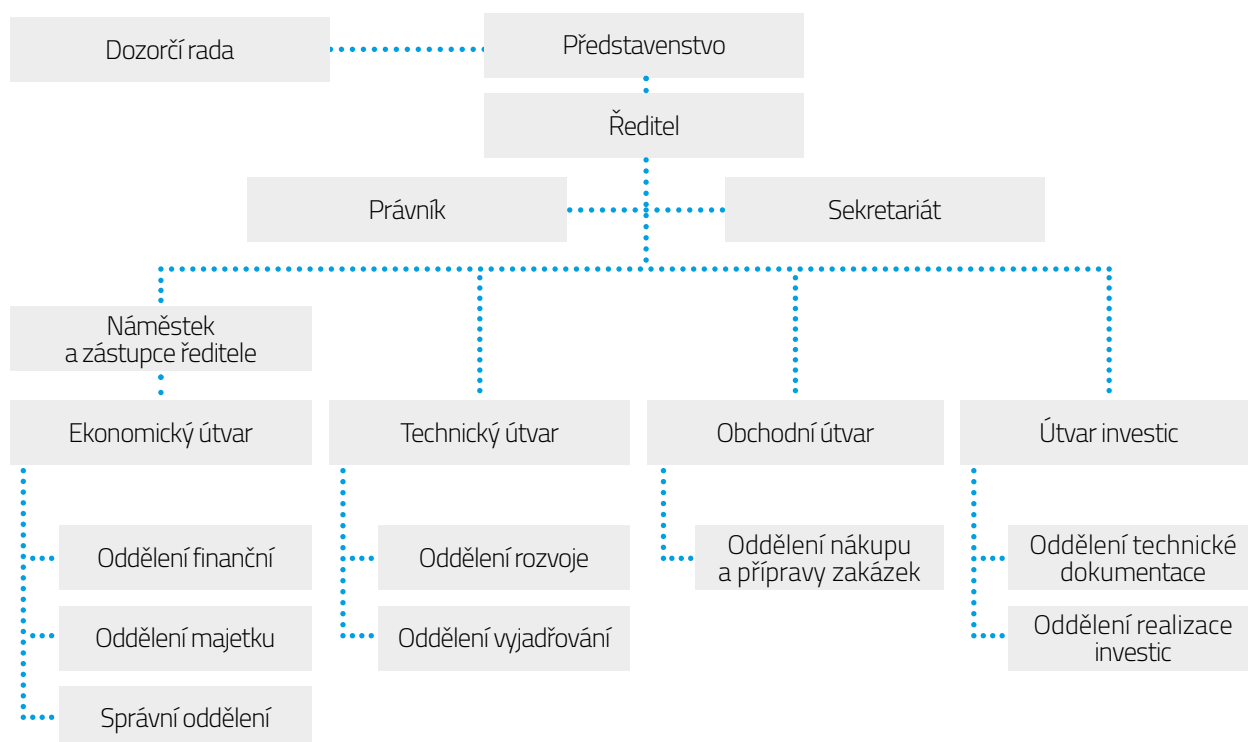 Dozorčí rada
Představenstvo
Ředitel
Právník
Sekretariát
Náměstek
a zástupce ředitele
Ekonomický útvar
Technický útvar
Obchodní útvar
Útvar investic
Oddělení finanční
Oddělení rozvoje
Oddělení nákupu
a přípravy zakázek
Oddělení technické
dokumentace
Oddělení majetku
Oddělení vyjadřování
Oddělení realizace
investic
Správní oddělení